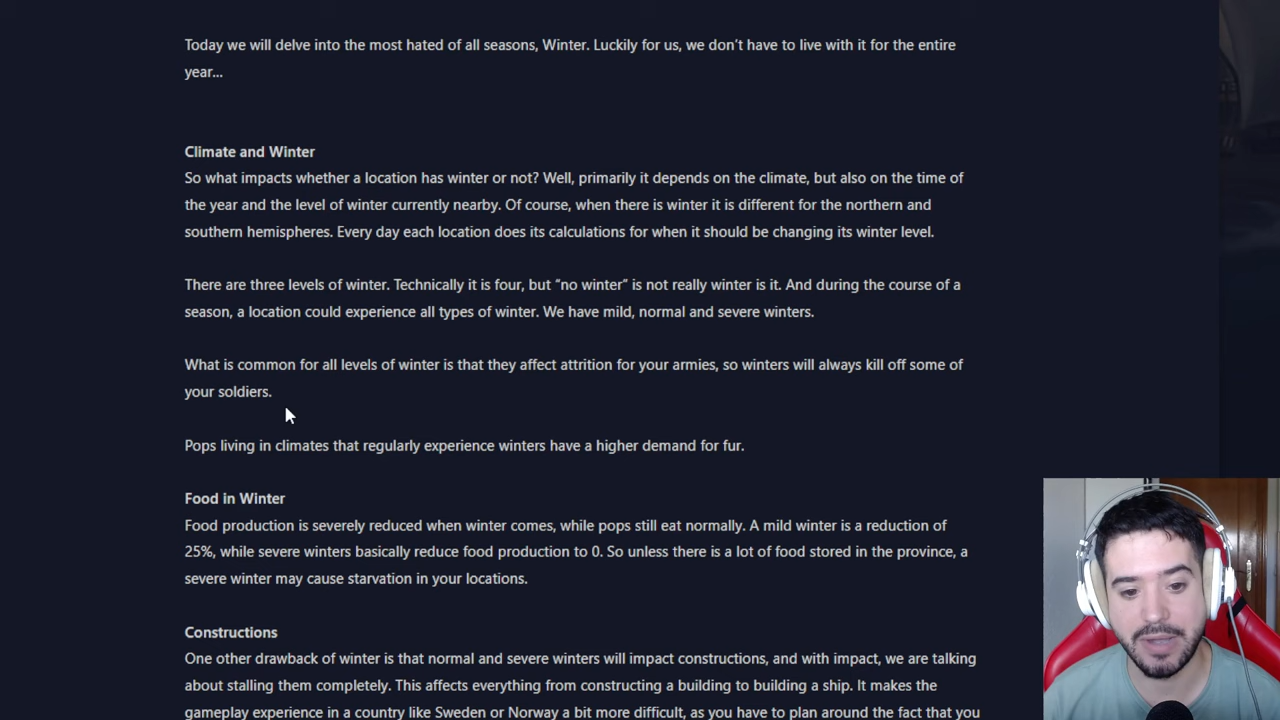 Today we will delve into the most hated of all seasons, Winter. Luckily for us, we don’t have to live with it for the entire
year...
Climate and Winter
So what impacts whether a location has winter or not? Well, primarily it depends on the climate, but also on the time of
the year and the level of winter currently nearby. Of course, when there is winter it is different for the northern and
southern hemispheres. Every day each location does its calculations for when it should be changing its winter level.
There are three levels of winter. Technically it is four, but “no winter” is not really winter is it. And during the course of a
season, a location could experience all types of winter. We have mild, normal and severe winters.
What is common for all levels of winter is that they affect attrition for your armies, so winters will always kill off some of
your soldiers.
Pops living in climates that regularly experience winters have a higher demand for fur.
Food in Winter
Food production is severely reduced when winter comes, while pops still eat normally. A mild winter is a reduction of
25%, while severe winters basically reduce food production to 0. So unless there is a lot of food stored in the province, a
severe winter may cause starvation in your locations.
Constructions
One other drawback of winter is that normal and severe winters will impact constructions, and with impact, we are talking
about stalling them completely. This affects everything from constructing a building to building a ship. It makes the
gameplay experience in a country like Sweden or Norway a bit more difficult, as you have to plan around the fact that you